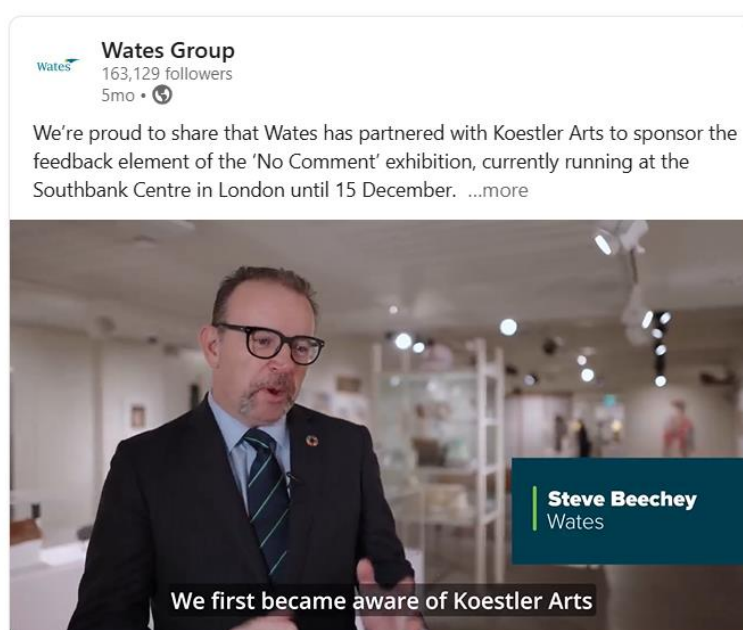 Wates
Wates Group
163,129 followers
5mo •
We’re proud to share that Wates has partnered with Koestler Arts to sponsor the
feedback element of the ‘No Comment’ exhibition, currently running at the
Southbank Centre in London until 15 December. ...more
Steve Beechey
Wates
We first became aware of Koestler Arts